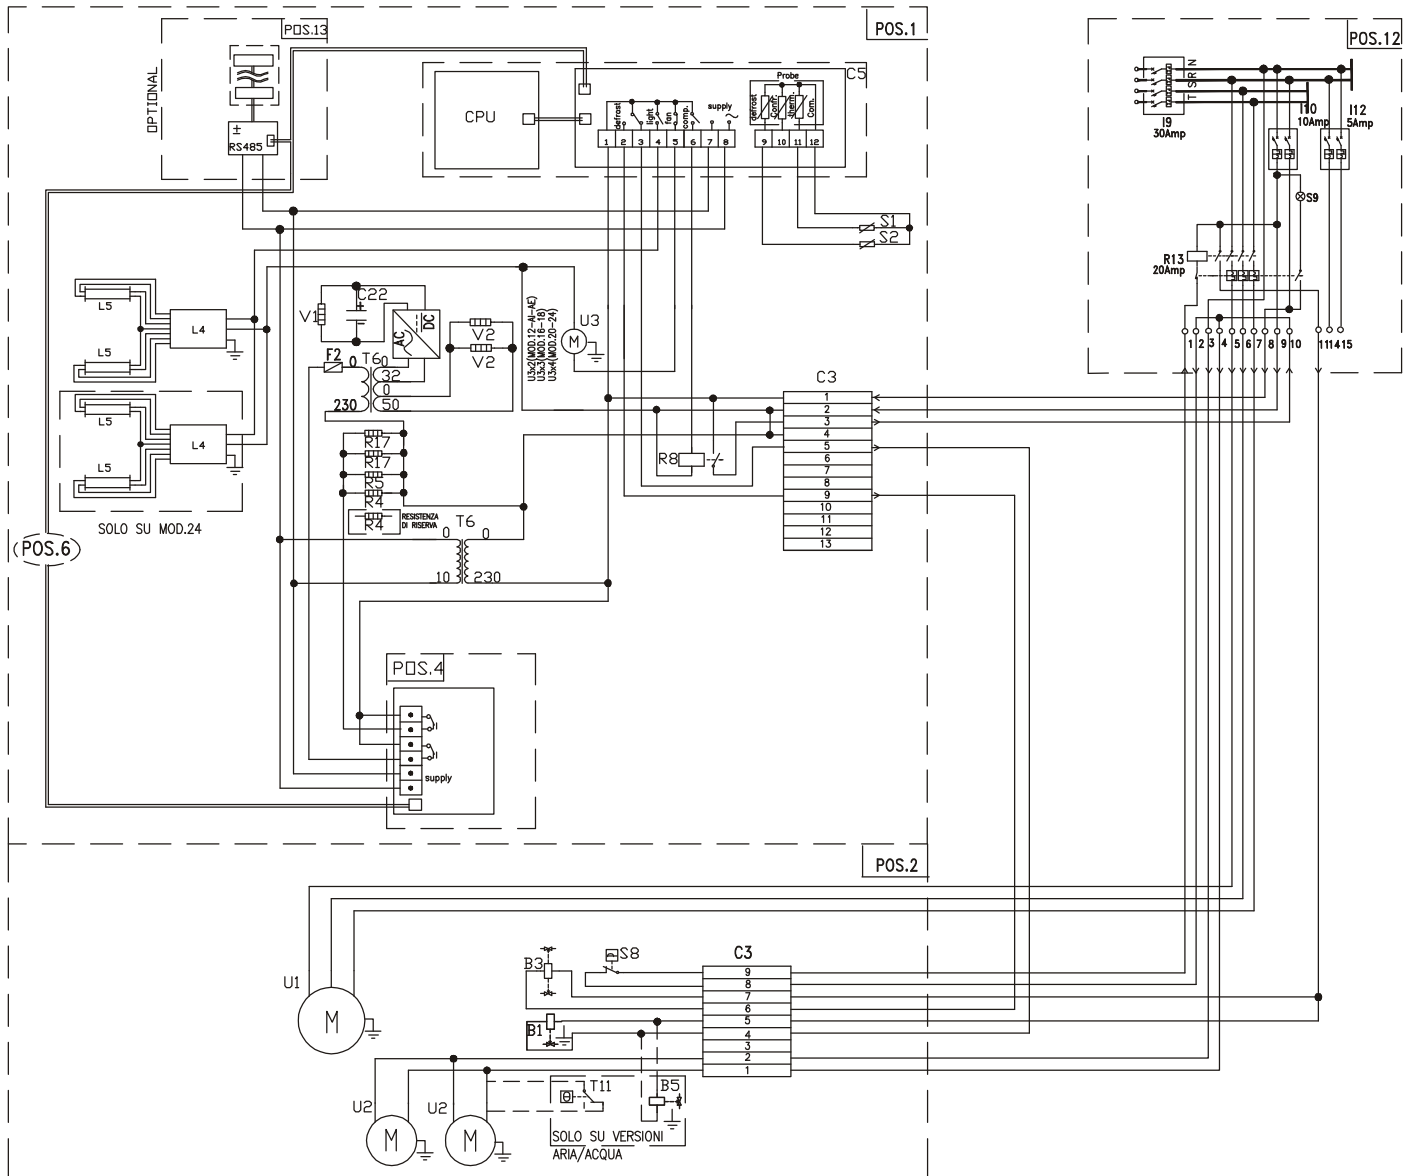 POS.1
POS.13
OPTIONAL
±
RS485
CPU
C5
defrost
light
fan
comp.
supply
~
1 2 3 4 5 6 7 8
Probe
defrost
Contr.
therm.
Com.
9 10 11 12
S1
S2
POS.12
N
R
S
T
I9
30Amp
I10
10Amp
I12
5Amp
S9
R13
20Amp
1 2 3 4 5 6 7 8 9 10 11 14 15
L5
L5
L4
L5
L5
L4
SOLO SU MOD.24
POS.6
V1
C22
+
-
AC
DC
V2
V2
U3x2(MOD.12-AI-AE)
U3x3(MOD.16-18)
U3x4(MOD.20-24)
U3
M
F2
T6
0
0
32
0
230
50
R17
R17
R5
R4
R4
RESISTENZA
DI RISERVA
T6
0
0
10
230
R8
C3
1
2
3
4
5
6
7
8
9
10
11
12
13
POS.4
supply
POS.2
U1
M
B3
S8
B1
C3
9
8
7
6
5
4
3
2
1
U2
M
U2
M
T11
B5
SOLO SU VERSIONI
ARIA/ACQUA